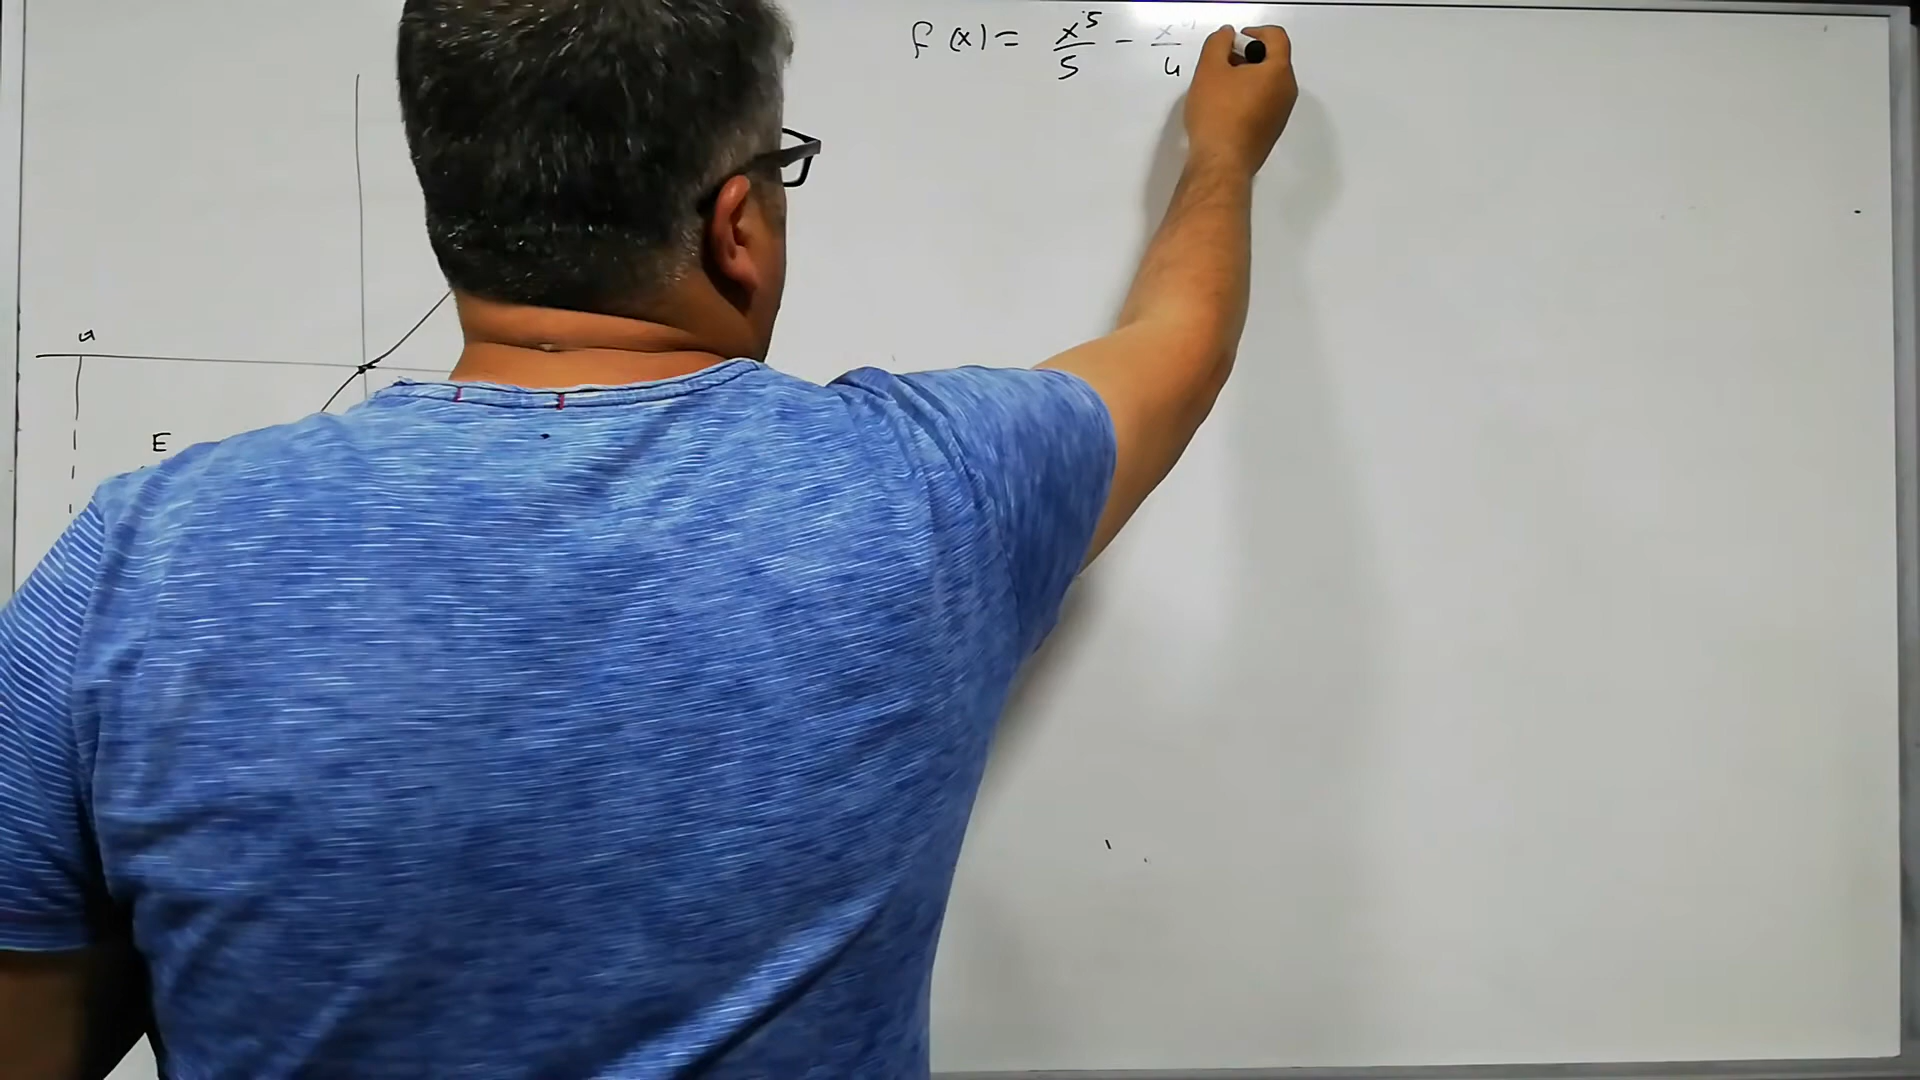 f(x) = x⁵/5 - x⁴/4
a
E